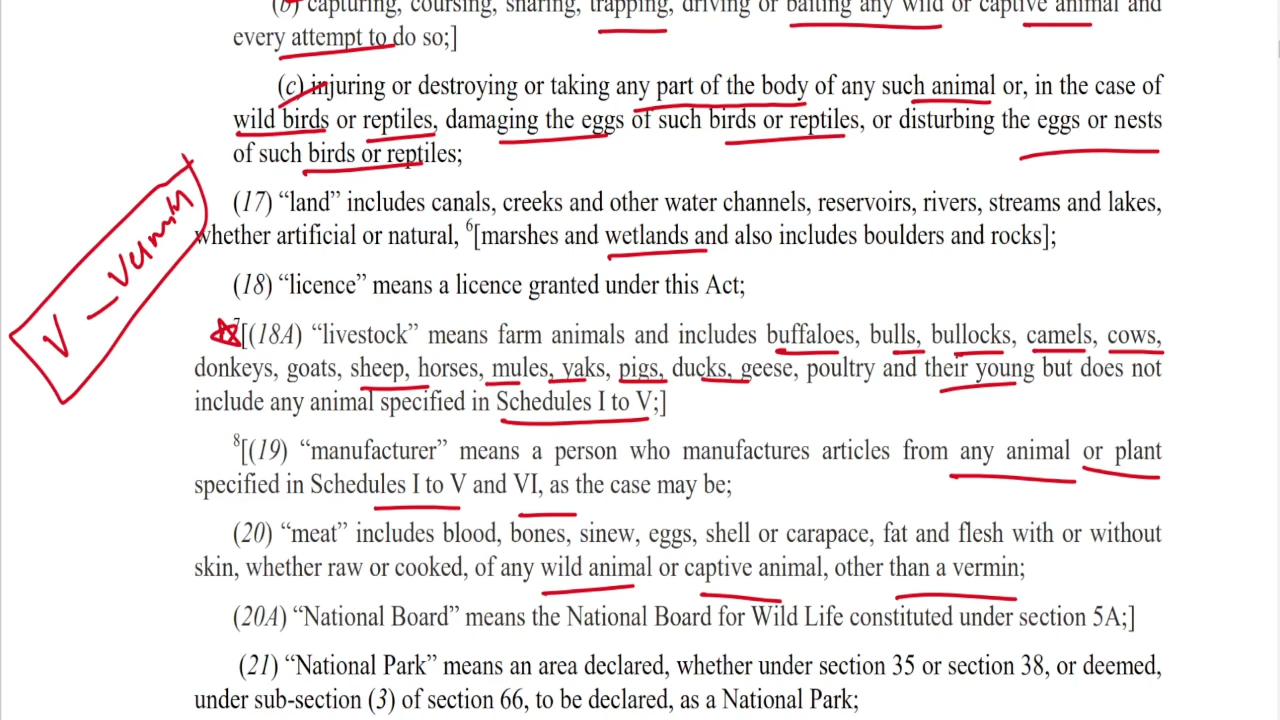 (b) capturing, coursing, snaring, trapping, driving or baiting any wild or captive animal and
every attempt to do so;]
(c) injuring or destroying or taking any part of the body of any such animal or, in the case of
wild birds or reptiles, damaging the eggs of such birds or reptiles, or disturbing the eggs or nests
of such birds or reptiles;
(17) “land” includes canals, creeks and other water channels, reservoirs, rivers, streams and lakes,
whether artificial or natural, 6[marshes and wetlands and also includes boulders and rocks];
(18) “licence” means a licence granted under this Act;
V – Vermin
7[(18A) “livestock” means farm animals and includes buffaloes, bulls, bullocks, camels, cows,
donkeys, goats, sheep, horses, mules, yaks, pigs, ducks, geese, poultry and their young but does not
include any animal specified in Schedules I to V;]
8[(19) “manufacturer” means a person who manufactures articles from any animal or plant
specified in Schedules I to V and VI, as the case may be;
(20) “meat” includes blood, bones, sinew, eggs, shell or carapace, fat and flesh with or without
skin, whether raw or cooked, of any wild animal or captive animal, other than a vermin;
(20A) “National Board” means the National Board for Wild Life constituted under section 5A;]
(21) “National Park” means an area declared, whether under section 35 or section 38, or deemed,
under sub-section (3) of section 66, to be declared, as a National Park;